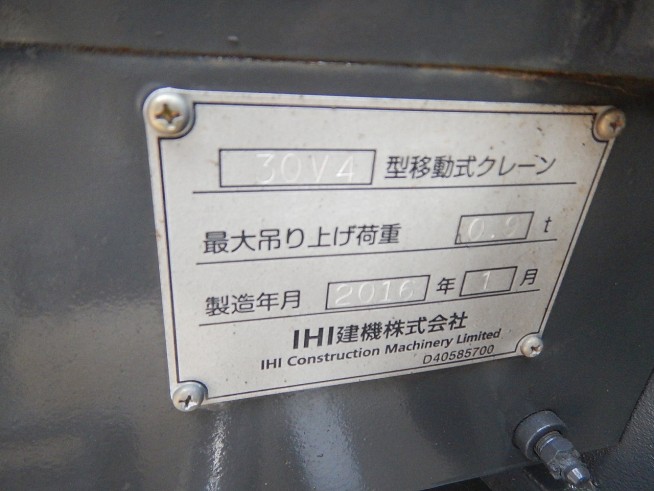 30V4 型移動式クレーン
最大吊り上げ荷重 0.9 t
製造年月 2016 年 1 月
IHI建機株式会社
IHI Construction Machinery Limited
D40585700